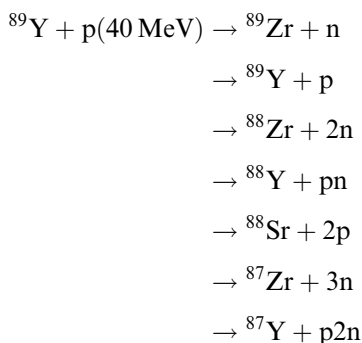 ⁸⁹Y + p(40 MeV) → ⁸⁹Zr + n
→ ⁸⁹Y + p
→ ⁸⁸Zr + 2n
→ ⁸⁸Y + pn
→ ⁸⁸Sr + 2p
→ ⁸⁷Zr + 3n
→ ⁸⁷Y + p2n